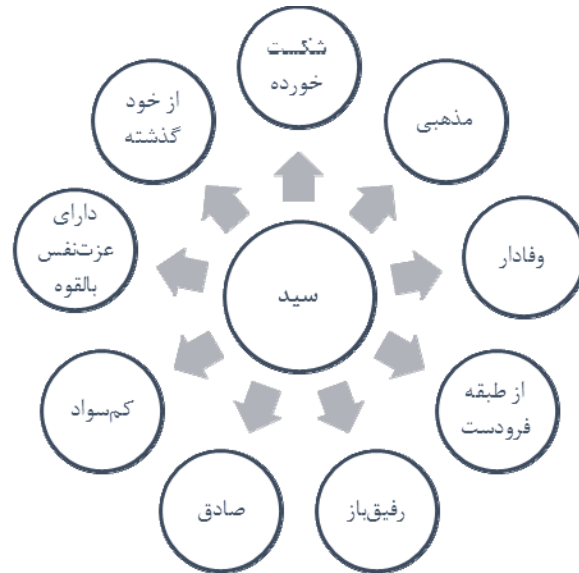 شکست
خورده
مذهبی
وفادار
از طبقه
فرودست
رفیق‌باز
صادق
کم‌سواد
دارای
عزت‌نفس
بالقوه
از خود
گذشته
سید